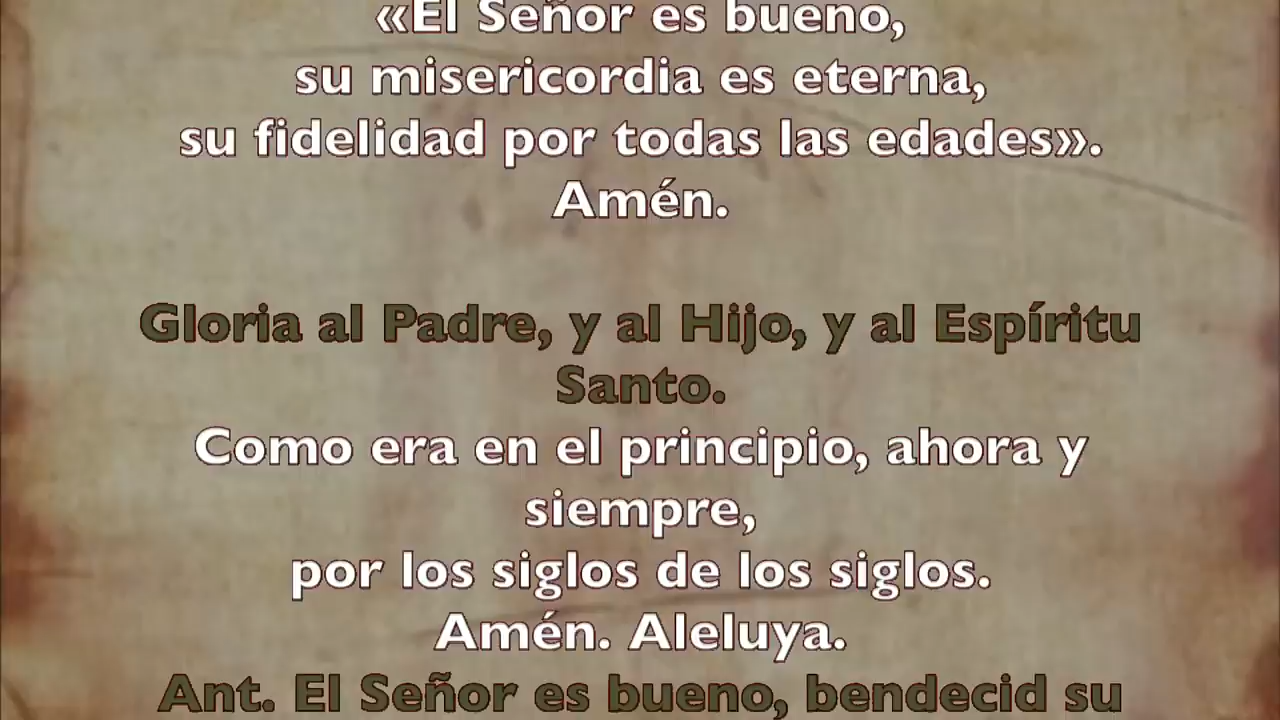 «El Señor es bueno,
su misericordia es eterna,
su fidelidad por todas las edades».
Amén.
Gloria al Padre, y al Hijo, y al Espíritu
Santo.
Como era en el principio, ahora y
siempre,
por los siglos de los siglos.
Amén. Aleluya.
Ant. El Señor es bueno, bendecid su